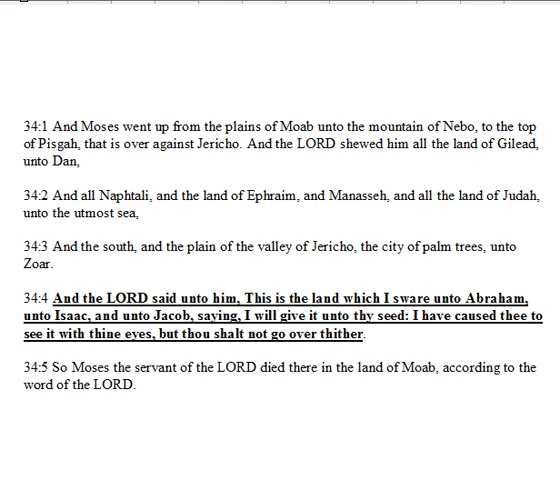 34:1 And Moses went up from the plains of Moab unto the mountain of Nebo, to the top
of Pisgah, that is over against Jericho. And the LORD shewed him all the land of Gilead,
unto Dan,
34:2 And all Naphtali, and the land of Ephraim, and Manasseh, and all the land of Judah,
unto the utmost sea,
34:3 And the south, and the plain of the valley of Jericho, the city of palm trees, unto
Zoar.
34:4 And the LORD said unto him, This is the land which I sware unto Abraham,
unto Isaac, and unto Jacob, saying, I will give it unto thy seed: I have caused thee to
see it with thine eyes, but thou shalt not go over thither.
34:5 So Moses the servant of the LORD died there in the land of Moab, according to the
word of the LORD.